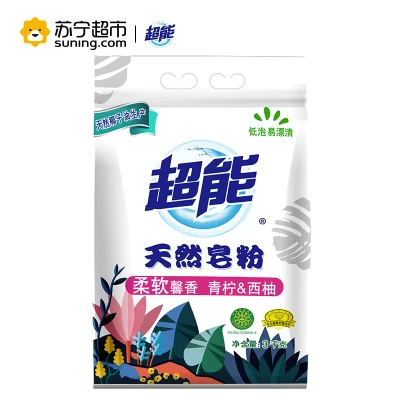 苏宁超市 超能
suning.com
天然椰子油生产
低泡易漂清
超能
®
天然皂粉
柔软馨香 青柠&西柚
净含量：3千克